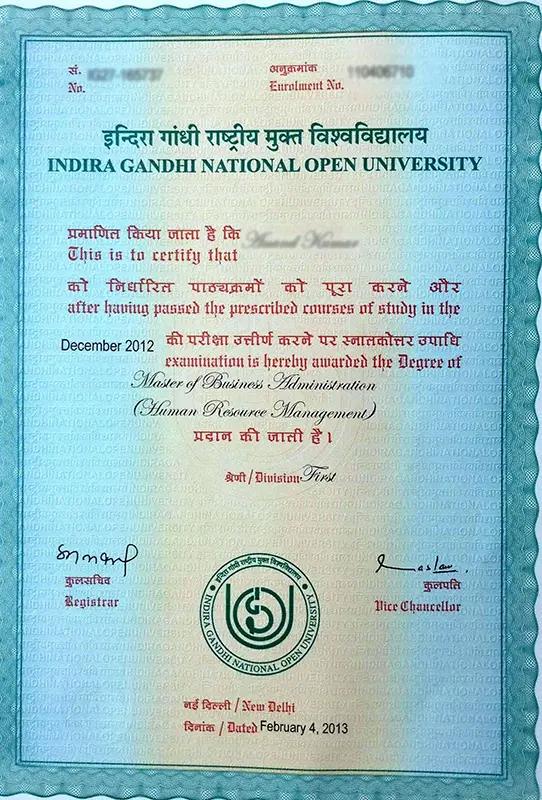 सं.
No.
अनुक्रमांक
Enrolment No.
इन्दिरा गांधी राष्ट्रीय मुक्त विश्वविद्यालय
INDIRA GANDHI NATIONAL OPEN UNIVERSITY
प्रमाणित किया जाता है कि
This is to certify that
को निर्धारित पाठ्यक्रमों को पूरा करने और
after having passed the prescribed courses of study in the
December 2012 की परीक्षा उत्तीर्ण करने पर स्नातकोत्तर उपाधि
examination is hereby awarded the Degree of
Master of Business Administration
(Human Resource Management)
प्रदान की जाती है।
श्रेणी / Division First
कुलसचिव
Registrar
कुलपति
Vice Chancellor
इन्दिरा गांधी राष्ट्रीय मुक्त विश्वविद्यालय
INDIRA GANDHI NATIONAL OPEN UNIVERSITY
नई दिल्ली / New Delhi
दिनांक / Dated February 4, 2013